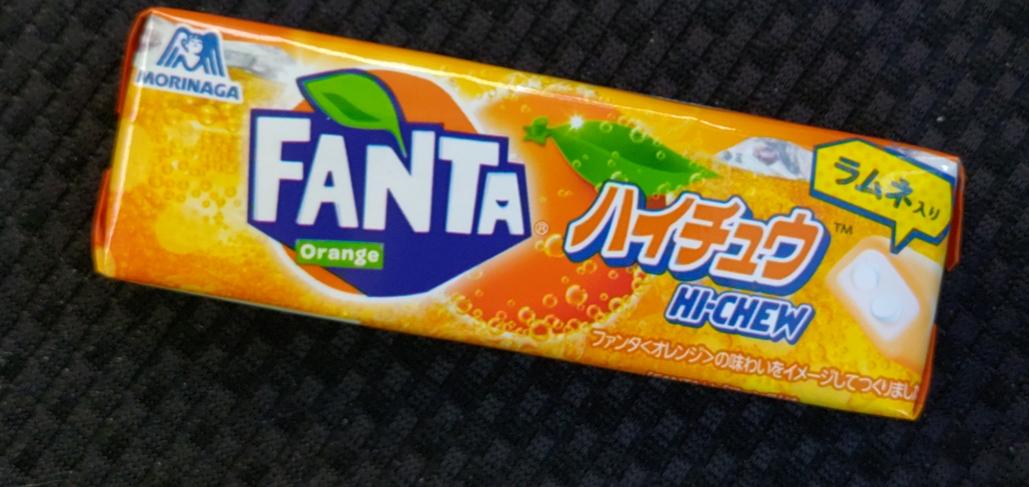 MORINAGA
FANTA
®
Orange
ハイチュウ
TM
HI-CHEW
ラムネ入り
ファンタ<オレンジ>の味わいをイメージしてつくりまし